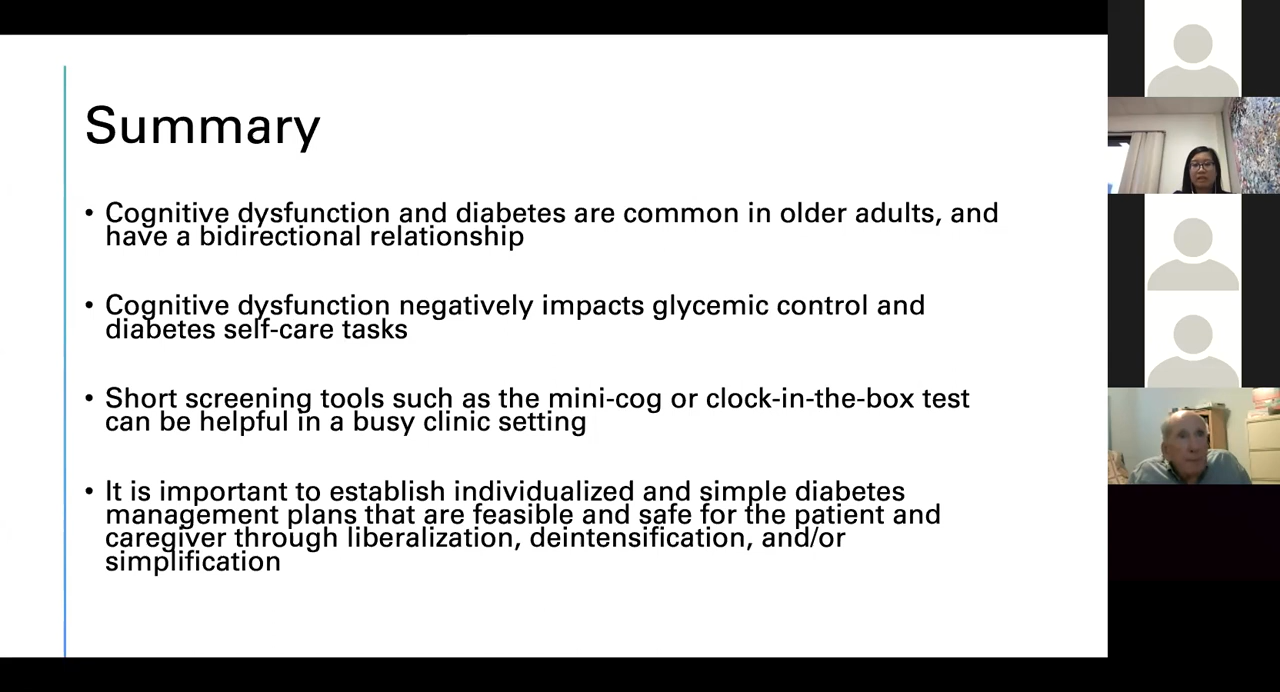 Summary
• Cognitive dysfunction and diabetes are common in older adults, and
have a bidirectional relationship
• Cognitive dysfunction negatively impacts glycemic control and
diabetes self-care tasks
• Short screening tools such as the mini-cog or clock-in-the-box test
can be helpful in a busy clinic setting
• It is important to establish individualized and simple diabetes
management plans that are feasible and safe for the patient and
caregiver through liberalization, deintensification, and/or
simplification